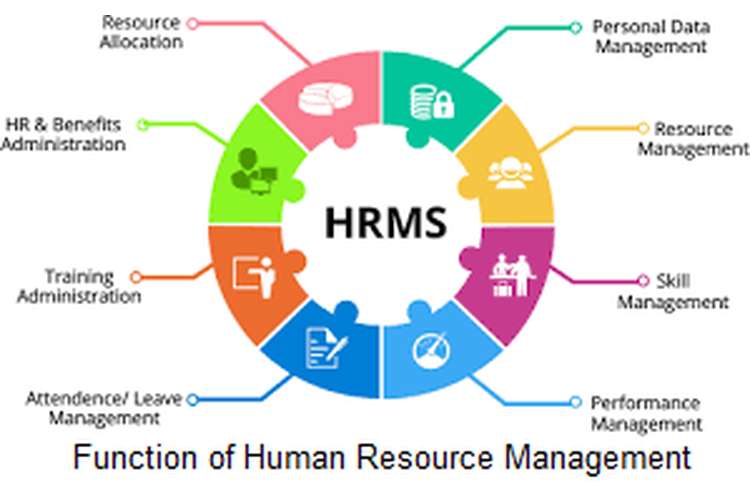 Resource
Allocation
Personal Data
Management
HR & Benefits
Administration
Resource
Management
HRMS
Training
Administration
Skill
Management
Attendence/ Leave
Management
Performance
Management
Function of Human Resource Management